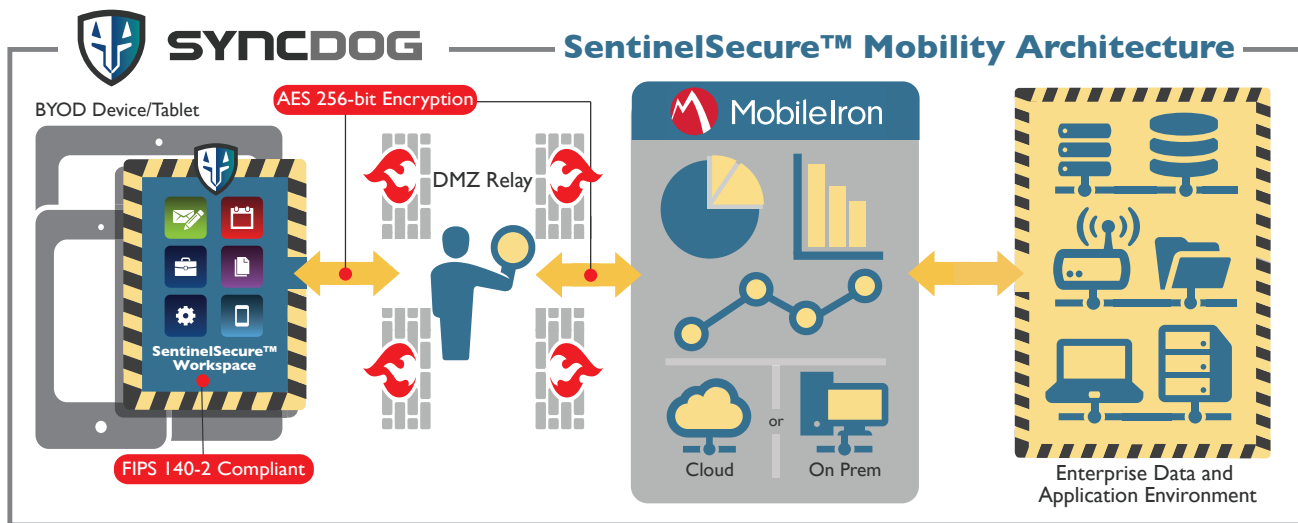 SYNCDOG
SentinelSecure™ Mobility Architecture
BYOD Device/Tablet
AES 256-bit Encryption
MobileIron
DMZ Relay
SentinelSecure™
Workspace
FIPS 140-2 Compliant
or
Cloud
On Prem
Enterprise Data and
Application Environment